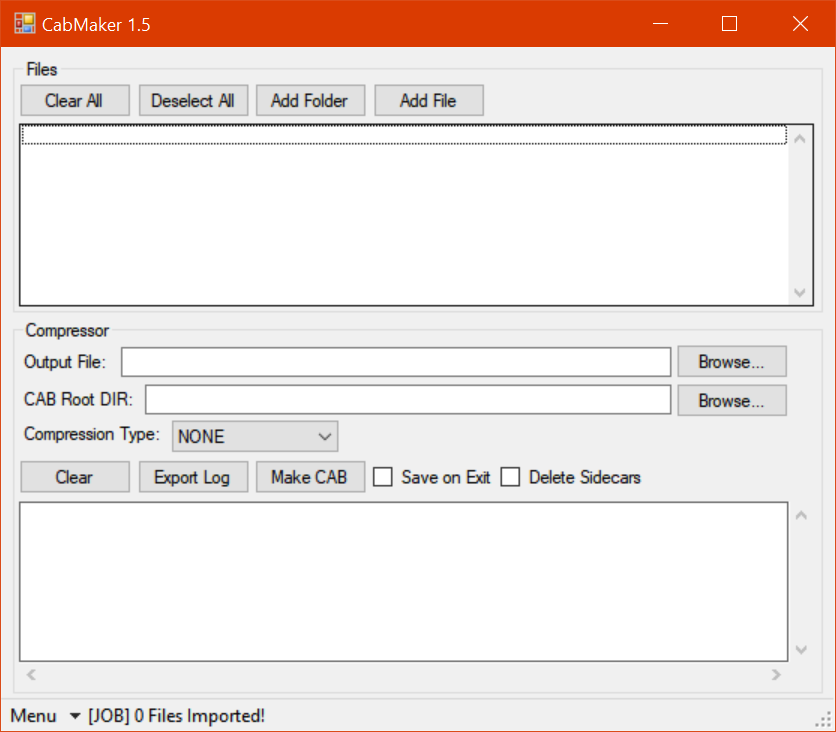 CabMaker 1.5
Files
Clear All Deselect All Add Folder Add File
Compressor
Output File: Browse...
CAB Root DIR: Browse...
Compression Type: NONE
Clear Export Log Make CAB Save on Exit Delete Sidecars
Menu [JOB] 0 Files Imported!